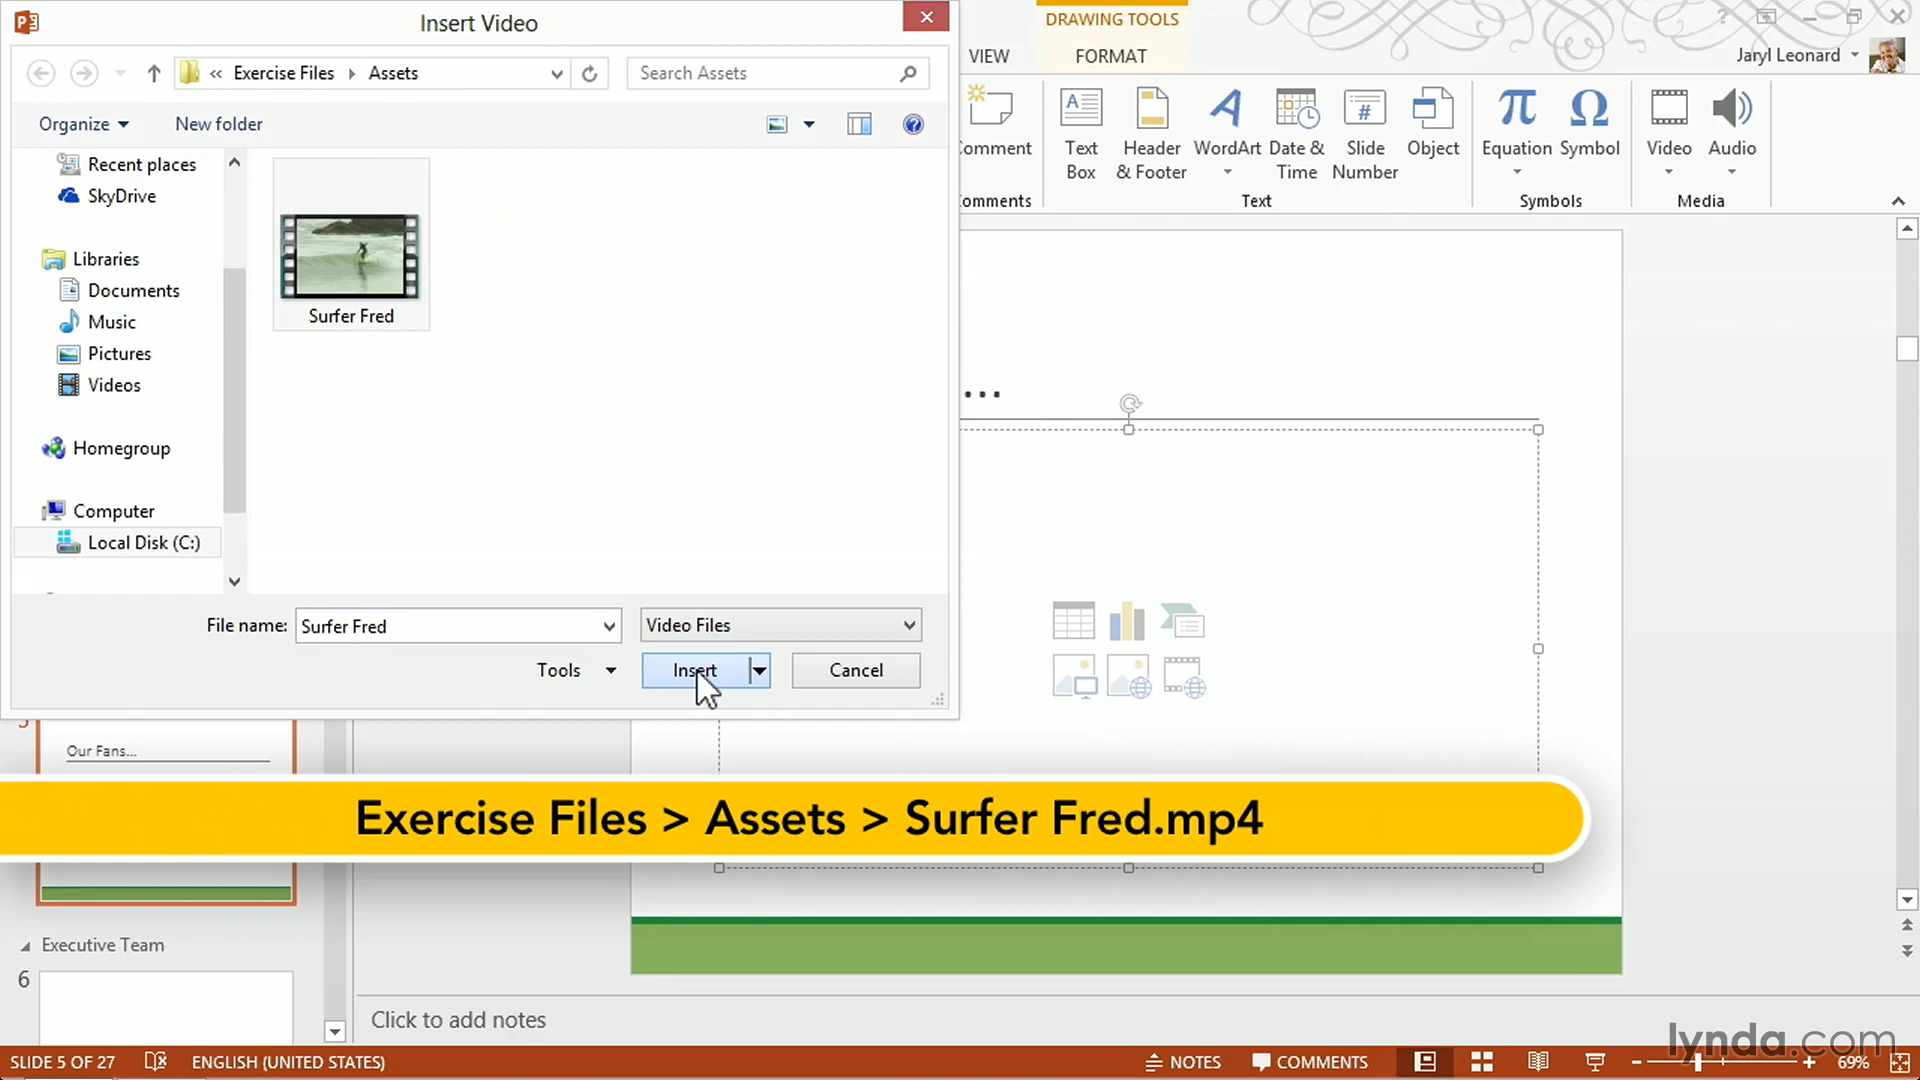 Insert Video
DRAWING TOOLS
VIEW
FORMAT
Jaryl Leonard
Exercise Files
Assets
Search Assets
Organize
New folder
Recent places
SkyDrive
Libraries
Documents
Music
Pictures
Videos
Homegroup
Computer
Local Disk (C:)
Surfer Fred
File name:
Surfer Fred
Video Files
Tools
Insert
Cancel
omment
Text
Box
Header
& Footer
WordArt
Date &
Time
Slide
Number
Object
Equation
Symbol
Video
Audio
omments
Text
Symbols
Media
...
Our Fans...
Exercise Files > Assets > Surfer Fred.mp4
Executive Team
6
Click to add notes
lynda.com
SLIDE 5 OF 27
ENGLISH (UNITED STATES)
NOTES
COMMENTS
69%